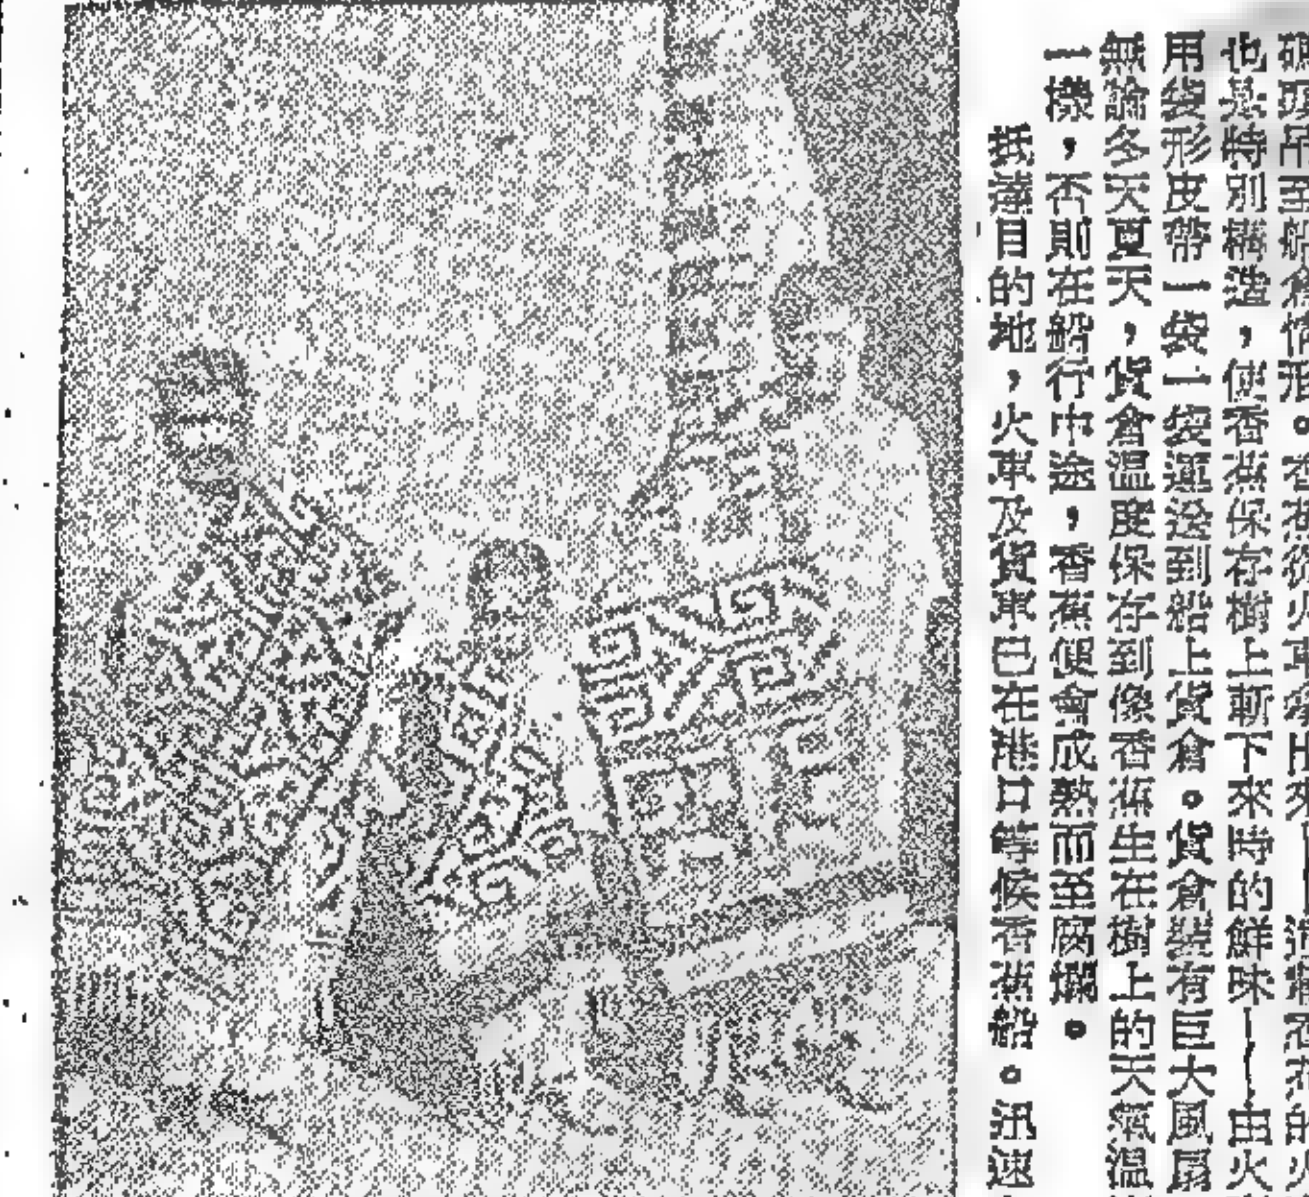 碼頭吊至船倉情形。香蕉從火車
也是特別構造，使香蕉保存樹上斬下來時的鮮味——由火
用袋形皮帶一袋一袋運送到船上貨倉。貨倉裝有巨大風扇
無論冬天夏天，貨倉温度保存到像香蕉生在樹上的天氣温
一樣，否則在船行中途，香蕉便會成熟而至腐爛。
抵達目的地，火車及貨車已在港口等候香蕉船。迅速